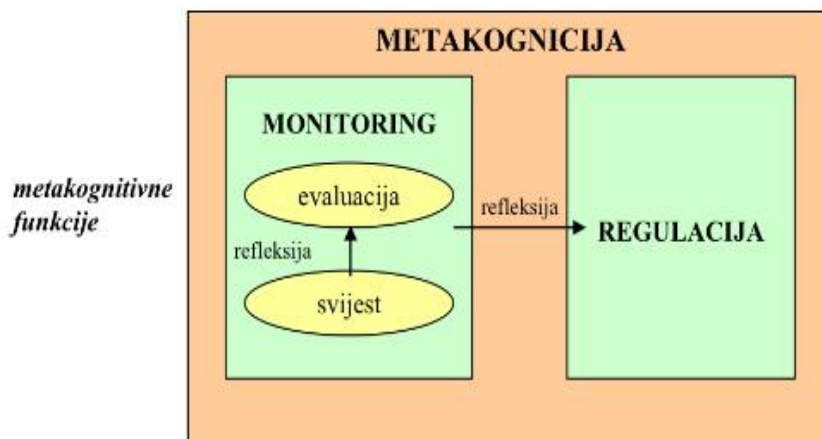 METAKOGNICIJA
MONITORING
metakognitivne
funkcije
evaluacija
refleksija
svijest
refleksija
REGULACIJA